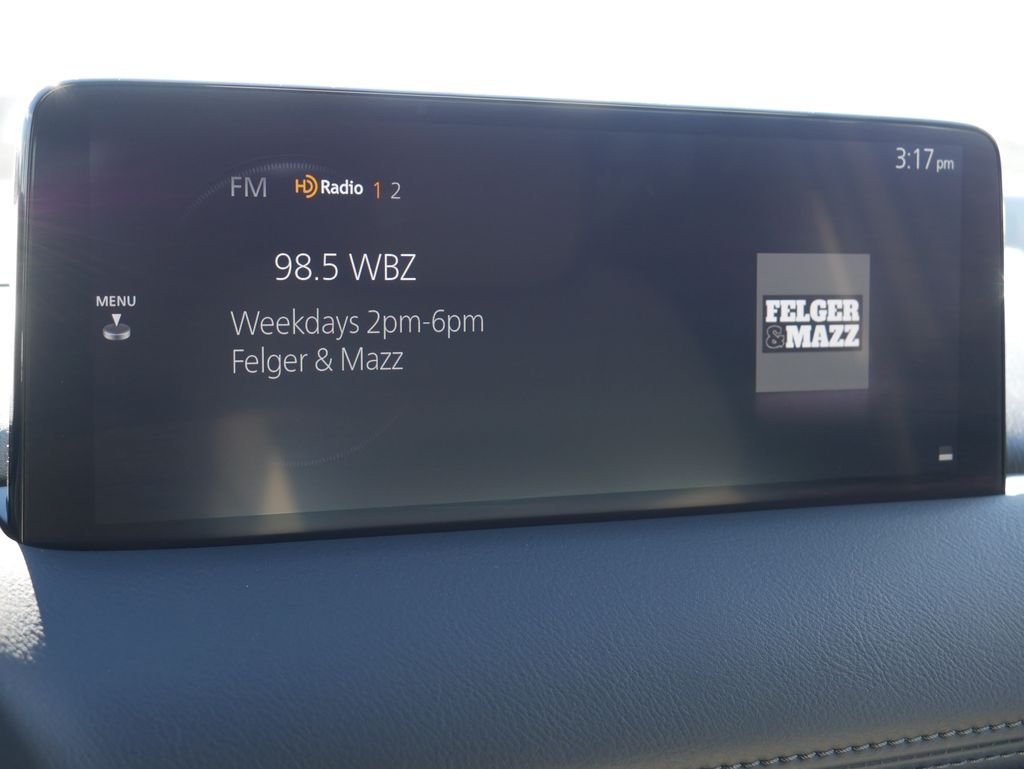 3:17pm
FM HD Radio 1 2
98.5 WBZ
MENU
Weekdays 2pm-6pm
Felger & Mazz
FELGER
&MAZZ